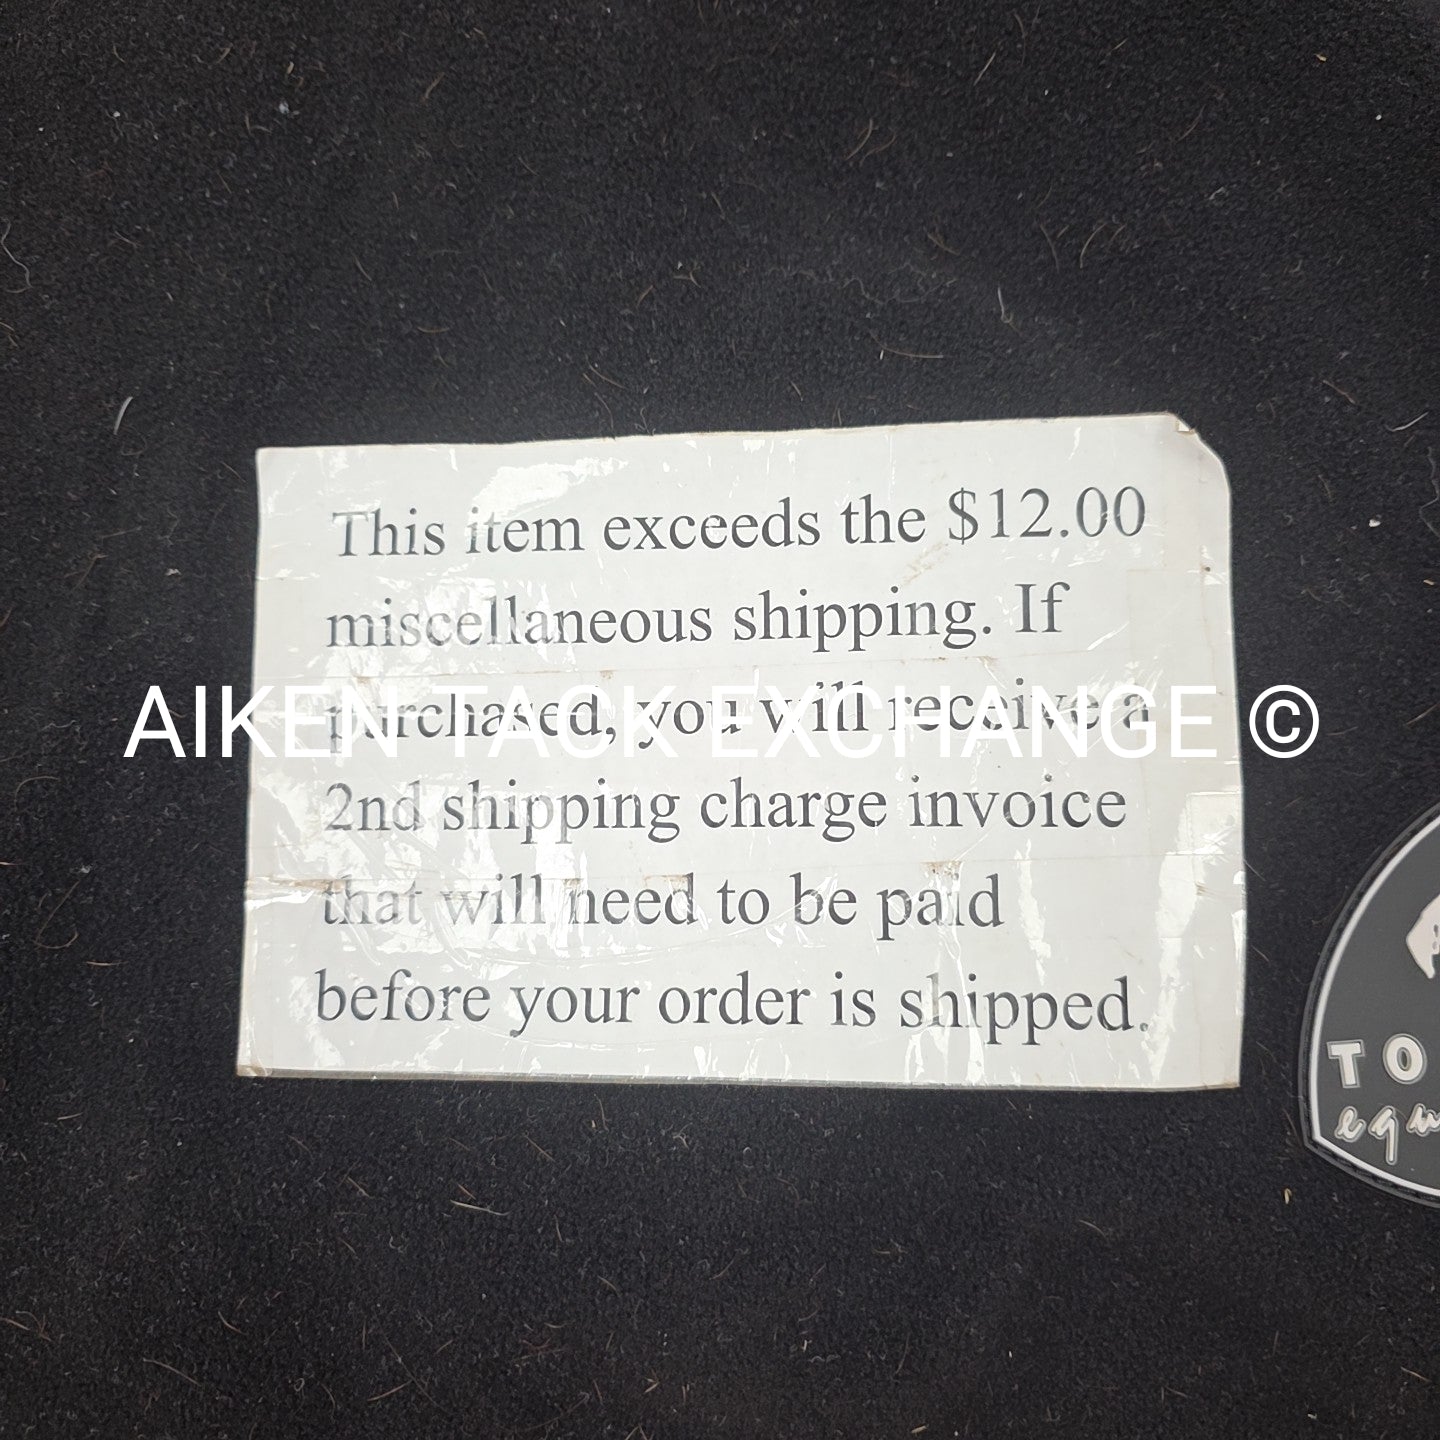 This item exceeds the $12.00
miscellaneous shipping. If
purchased, you will receive a
AIKEN TACK EXCHANGE ©
2nd shipping charge invoice
that will need to be paid
before your order is shipped.
TO
equ